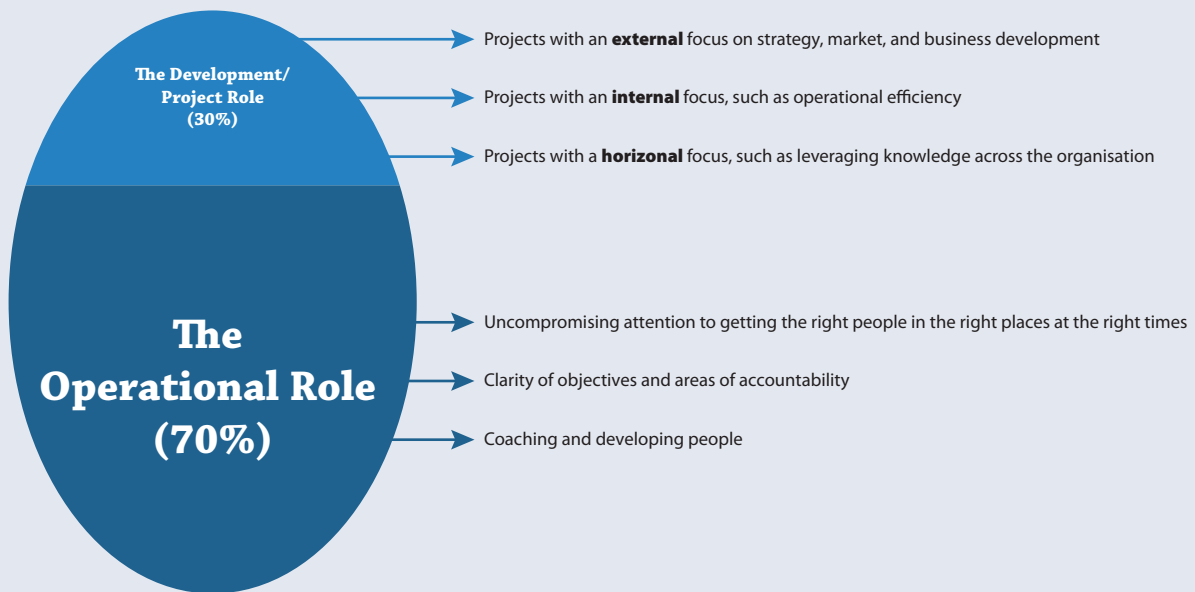 The Development/
Project Role
(30%)
Projects with an external focus on strategy, market, and business development
Projects with an internal focus, such as operational efficiency
Projects with a horizonal focus, such as leveraging knowledge across the organisation
The
Operational Role
(70%)
Uncompromising attention to getting the right people in the right places at the right times
Clarity of objectives and areas of accountability
Coaching and developing people